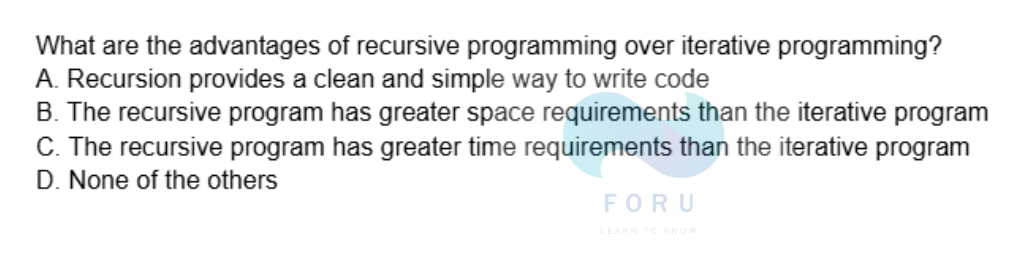 What are the advantages of recursive programming over iterative programming?
A. Recursion provides a clean and simple way to write code
B. The recursive program has greater space requirements than the iterative program
C. The recursive program has greater time requirements than the iterative program
D. None of the others
FORU
LEARN TO KNOW